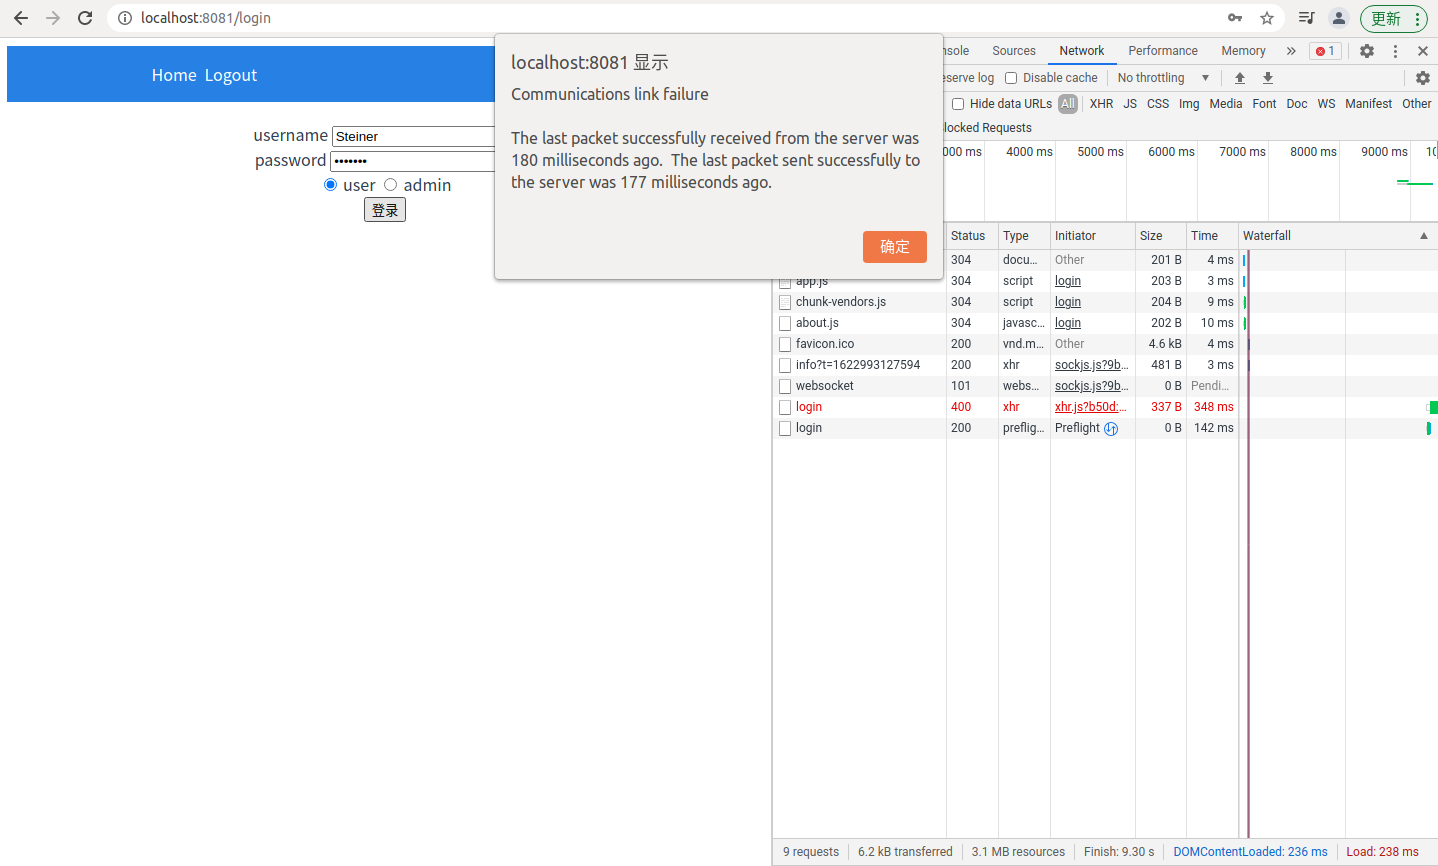 localhost:8081/login
更新
Home Logout
username Steiner
password •••••••
user admin
登录
localhost:8081 显示
Communications link failure
The last packet successfully received from the server was
180 milliseconds ago. The last packet sent successfully to
the server was 177 milliseconds ago.
确定
Sources Network Performance Memory » 1
log Disable cache No throttling
Hide data URLs All XHR JS CSS Img Media Font Doc WS Manifest Other
Requests
000 ms 4000 ms 5000 ms 6000 ms 7000 ms 8000 ms 9000 ms
Status Type Initiator Size Time Waterfall
304 docu... Other 201 B 4 ms
app.js 304 script login 203 B 3 ms
chunk-vendors.js 304 script login 204 B 9 ms
about.js 304 javasc... login 202 B 10 ms
favicon.ico 200 vnd.m... Other 4.6 kB 4 ms
info?t=1622993127594 200 xhr sockjs.js?9b... 481 B 3 ms
websocket 101 webs... sockjs.js?9b... 0 B Pendi...
login 400 xhr xhr.js?b50d:... 337 B 348 ms
login 200 preflig... Preflight 0 B 142 ms
9 requests 6.2 kB transferred 3.1 MB resources Finish: 9.30 s DOMContentLoaded: 236 ms Load: 238 ms